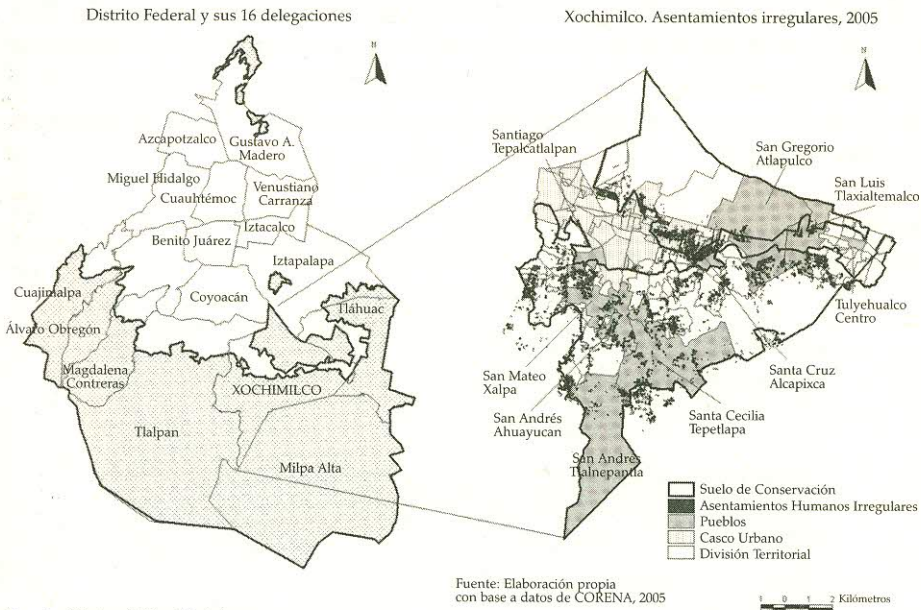 Distrito Federal y sus 16 delegaciones
Xochimilco. Asentamientos irregulares, 2005
N
N
Azcapotzalco
Gustavo A.
Madero
Miguel Hidalgo
Cuauhtémoc
Venustiano
Carranza
Iztacalco
Benito Juárez
Iztapalapa
Coyoacán
Cuajimalpa
Tláhuac
Álvaro Obregón
Magdalena
Contreras
XOCHIMILCO
Tlalpan
Milpa Alta
Santiago
Tepalcatlalpan
San Gregorio
Atlapulco
San Luis
Tlaxialtemalco
Tulyehualco
Centro
Santa Cruz
Alcapixca
San Mateo
Xalpa
San Andrés
Ahuayucan
Santa Cecilia
Tepetlapa
San Andrés
Tlalnepantla
Suelo de Conservación
Asentamientos Humanos Irregulares
Pueblos
Casco Urbano
División Territorial
Fuente: Elaboración propia
con base a datos de CORENA, 2005
1 0 1 2 Kilómetros